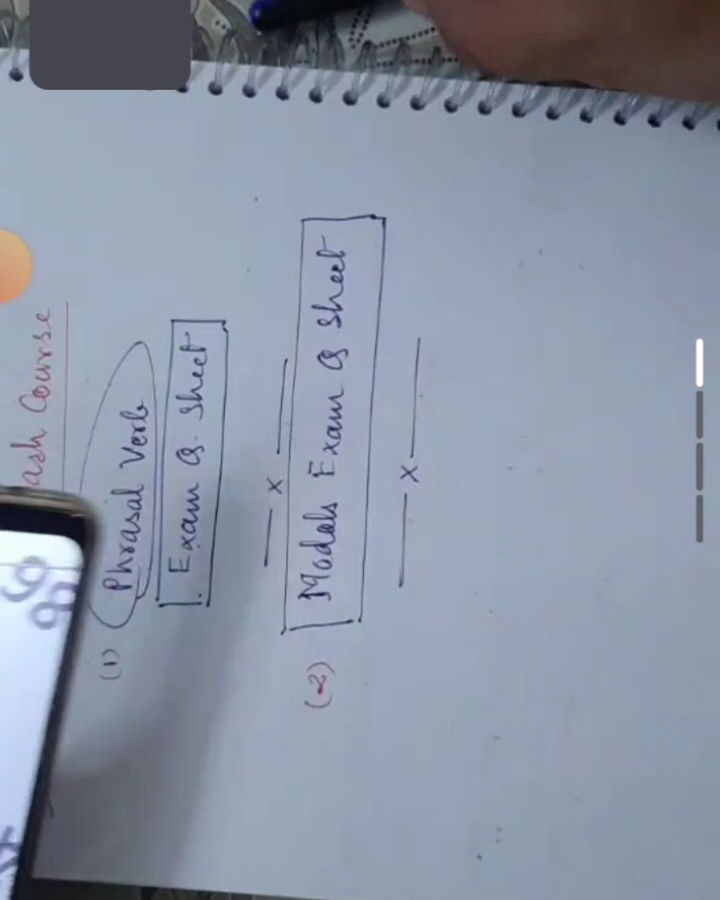 ash Course
(1) Phrasal Verb
Exam Q. Sheet
— x —
(2) Modals Exam Q Sheet
— x —